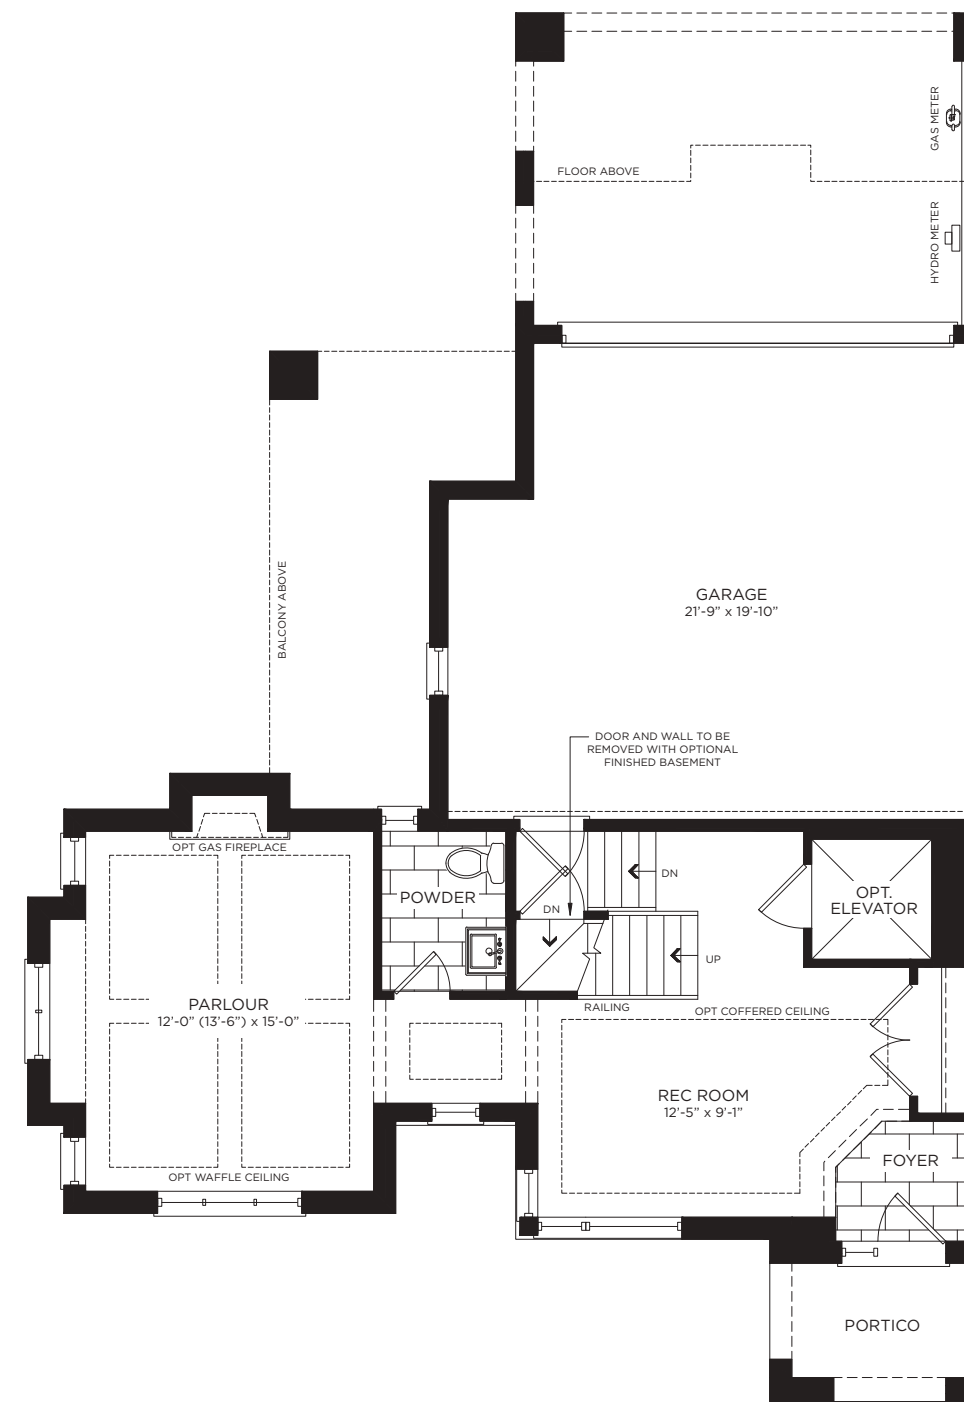 GAS METER
FLOOR ABOVE
HYDRO METER
BALCONY ABOVE
GARAGE
21'-9" x 19'-10"
DOOR AND WALL TO BE
REMOVED WITH OPTIONAL
FINISHED BASEMENT
OPT GAS FIREPLACE
POWDER
DN
DN
OPT.
ELEVATOR
UP
PARLOUR
12'-0" (13'-6") x 15'-0"
RAILING
OPT COFFERED CEILING
REC ROOM
12'-5" x 9'-1"
FOYER
OPT WAFFLE CEILING
PORTICO